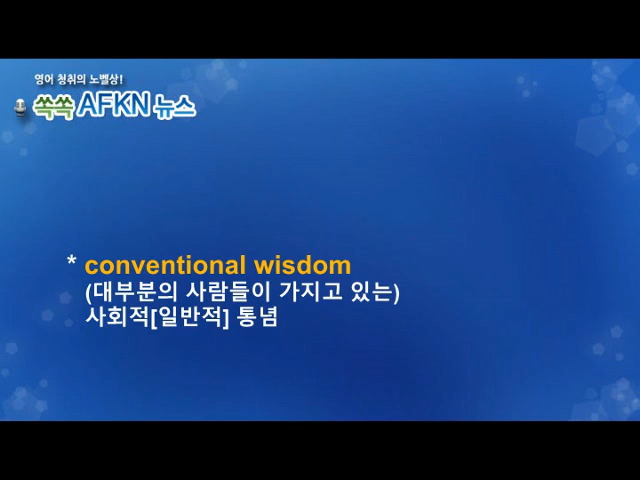 영어 청취의 노벨상!
쏙쏙 AFKN 뉴스
* conventional wisdom
(대부분의 사람들이 가지고 있는)
사회적[일반적] 통념